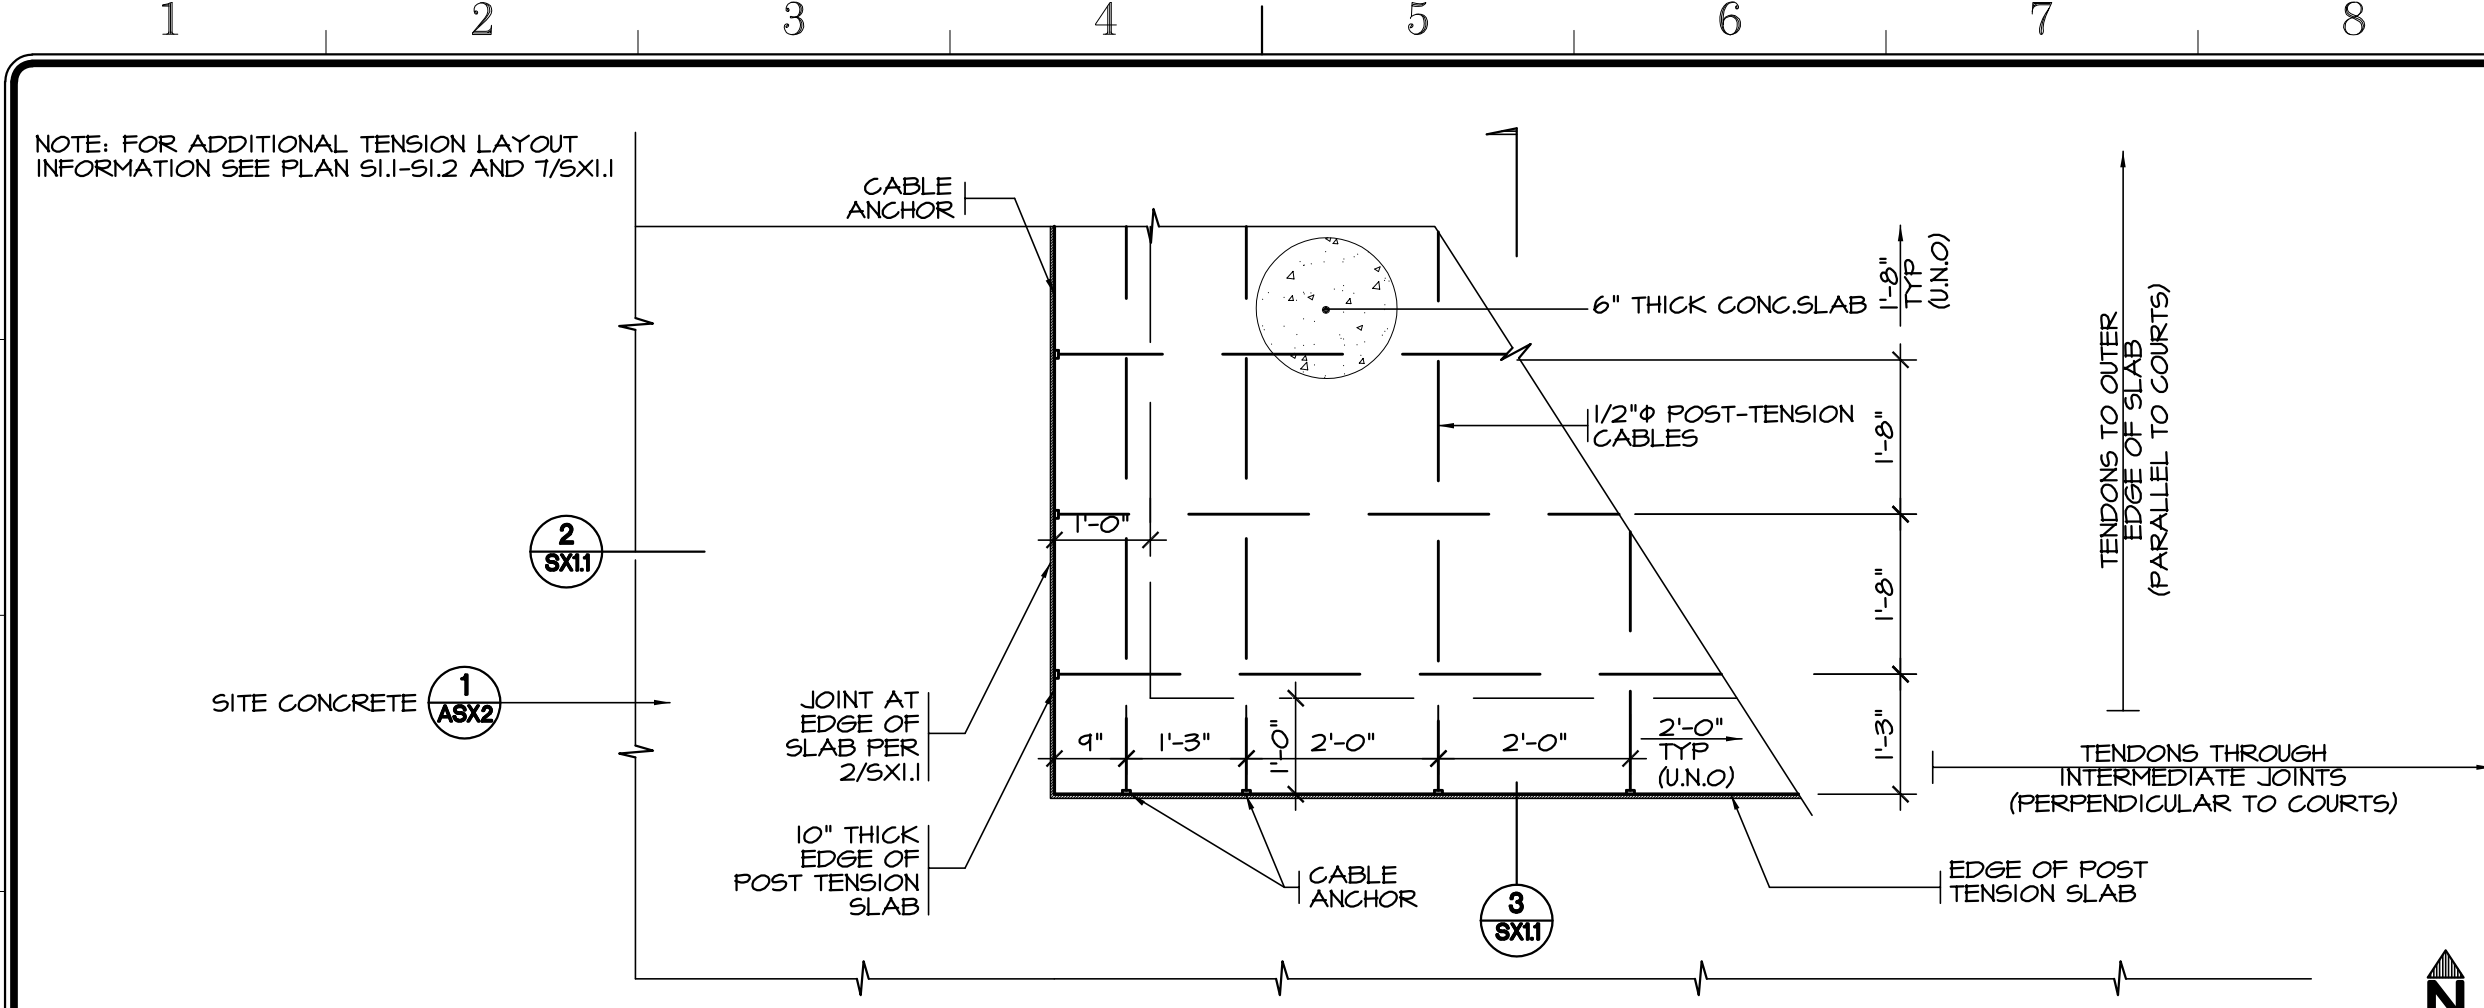 1 2 3 4 5 6 7 8
NOTE: FOR ADDITIONAL TENSION LAYOUT
INFORMATION SEE PLAN S1.1-S1.2 AND 7/SX1.1
CABLE
ANCHOR
6" THICK CONC.SLAB
1'-8"
TYP
(U.N.O)
1/2"Φ POST-TENSION
CABLES
1'-8"
TENDONS TO OUTER
EDGE OF SLAB
(PARALLEL TO COURTS)
1'-0"
2
SX1.1
1'-8"
SITE CONCRETE
1
ASX2
JOINT AT
EDGE OF
SLAB PER
2/SX1.1
9"
1'-3"
1'-0"
2'-0"
2'-0"
2'-0"
TYP
(U.N.O)
1'-3"
TENDONS THROUGH
INTERMEDIATE JOINTS
(PERPENDICULAR TO COURTS)
10" THICK
EDGE OF
POST TENSION
SLAB
CABLE
ANCHOR
3
SX1.1
EDGE OF POST
TENSION SLAB
N